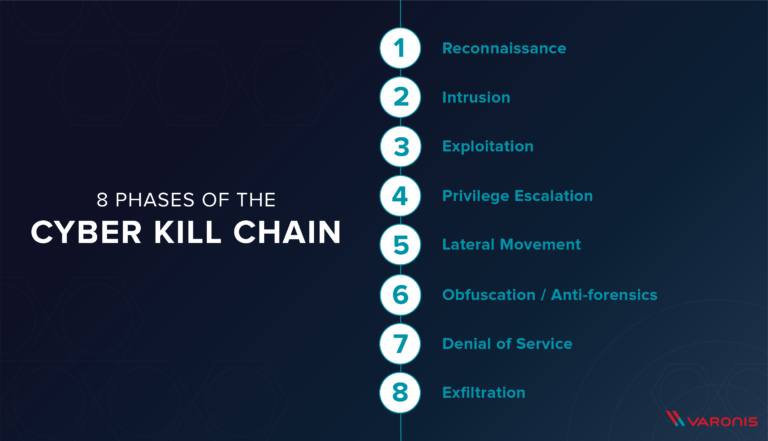 8 PHASES OF THE
CYBER KILL CHAIN
1 Reconnaissance
2 Intrusion
3 Exploitation
4 Privilege Escalation
5 Lateral Movement
6 Obfuscation / Anti-forensics
7 Denial of Service
8 Exfiltration
VARONIS